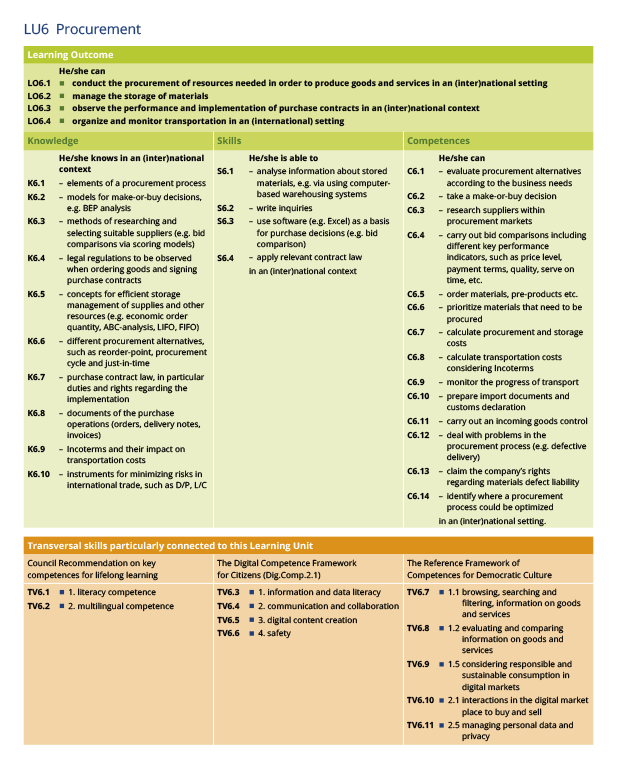 LU6 Procurement
Learning Outcome
He/she can
LO6.1 ■ conduct the procurement of resources needed in order to produce goods and services in an (inter)national setting
LO6.2 ■ manage the storage of materials
LO6.3 ■ observe the performance and implementation of purchase contracts in an (inter)national context
LO6.4 ■ organize and monitor transportation in an (international) setting
Knowledge
He/she knows in an (inter)national
context
K6.1 – elements of a procurement process
K6.2 – models for make-or-buy decisions,
e.g. BEP analysis
K6.3 – methods of researching and
selecting suitable suppliers (e.g. bid
comparisons via scoring models)
K6.4 – legal regulations to be observed
when ordering goods and signing
purchase contracts
K6.5 – concepts for efficient storage
management of supplies and other
resources (e.g. economic order
quantity, ABC-analysis, LIFO, FIFO)
K6.6 – different procurement alternatives,
such as reorder-point, procurement
cycle and just-in-time
K6.7 – purchase contract law, in particular
duties and rights regarding the
implementation
K6.8 – documents of the purchase
operations (orders, delivery notes,
invoices)
K6.9 – Incoterms and their impact on
transportation costs
K6.10 – instruments for minimizing risks in
international trade, such as D/P, L/C
Skills
He/she is able to
S6.1 – analyse information about stored
materials, e.g. via using computer-
based warehousing systems
S6.2 – write inquiries
S6.3 – use software (e.g. Excel) as a basis
for purchase decisions (e.g. bid
comparison)
S6.4 – apply relevant contract law
in an (inter)national context
Competences
He/she can
C6.1 – evaluate procurement alternatives
according to the business needs
C6.2 – take a make-or-buy decision
C6.3 – research suppliers within
procurement markets
C6.4 – carry out bid comparisons including
different key performance
indicators, such as price level,
payment terms, quality, serve on
time, etc.
C6.5 – order materials, pre-products etc.
C6.6 – prioritize materials that need to be
procured
C6.7 – calculate procurement and storage
costs
C6.8 – calculate transportation costs
considering Incoterms
C6.9 – monitor the progress of transport
C6.10 – prepare import documents and
customs declaration
C6.11 – carry out an incoming goods control
C6.12 – deal with problems in the
procurement process (e.g. defective
delivery)
C6.13 – claim the company's rights
regarding materials defect liability
C6.14 – identify where a procurement
process could be optimized
in an (inter)national setting.
Transversal skills particularly connected to this Learning Unit
Council Recommendation on key
competences for lifelong learning
TV6.1 ■ 1. literacy competence
TV6.2 ■ 2. multilingual competence
The Digital Competence Framework
for Citizens (Dig.Comp.2.1)
TV6.3 ■ 1. information and data literacy
TV6.4 ■ 2. communication and collaboration
TV6.5 ■ 3. digital content creation
TV6.6 ■ 4. safety
The Reference Framework of
Competences for Democratic Culture
TV6.7 ■ 1.1 browsing, searching and
filtering, information on goods
and services
TV6.8 ■ 1.2 evaluating and comparing
information on goods and
services
TV6.9 ■ 1.5 considering responsible and
sustainable consumption in
digital markets
TV6.10 ■ 2.1 interactions in the digital market
place to buy and sell
TV6.11 ■ 2.5 managing personal data and
privacy